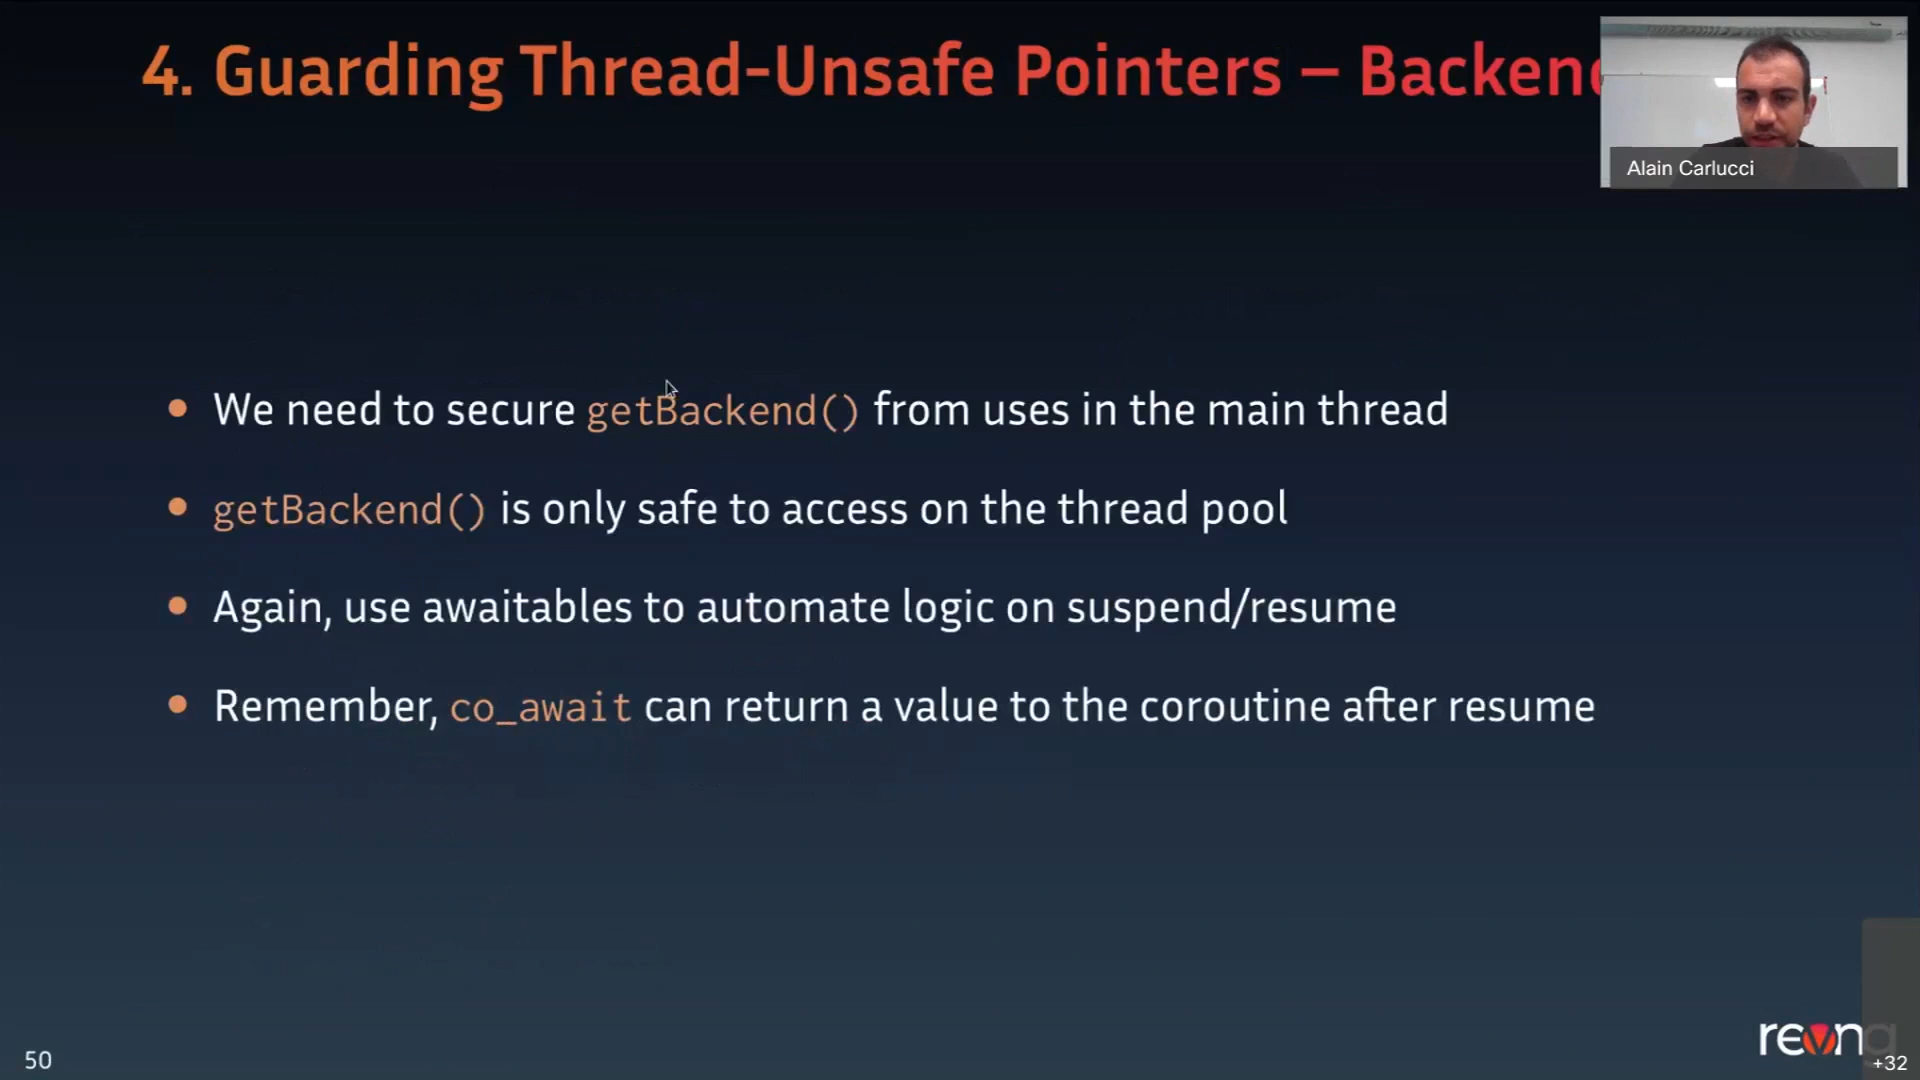 4. Guarding Thread-Unsafe Pointers – Backend
Alain Carlucci
We need to secure getBackend() from uses in the main thread
getBackend() is only safe to access on the thread pool
Again, use awaitables to automate logic on suspend/resume
Remember, co_await can return a value to the coroutine after resume
50
revng
+32